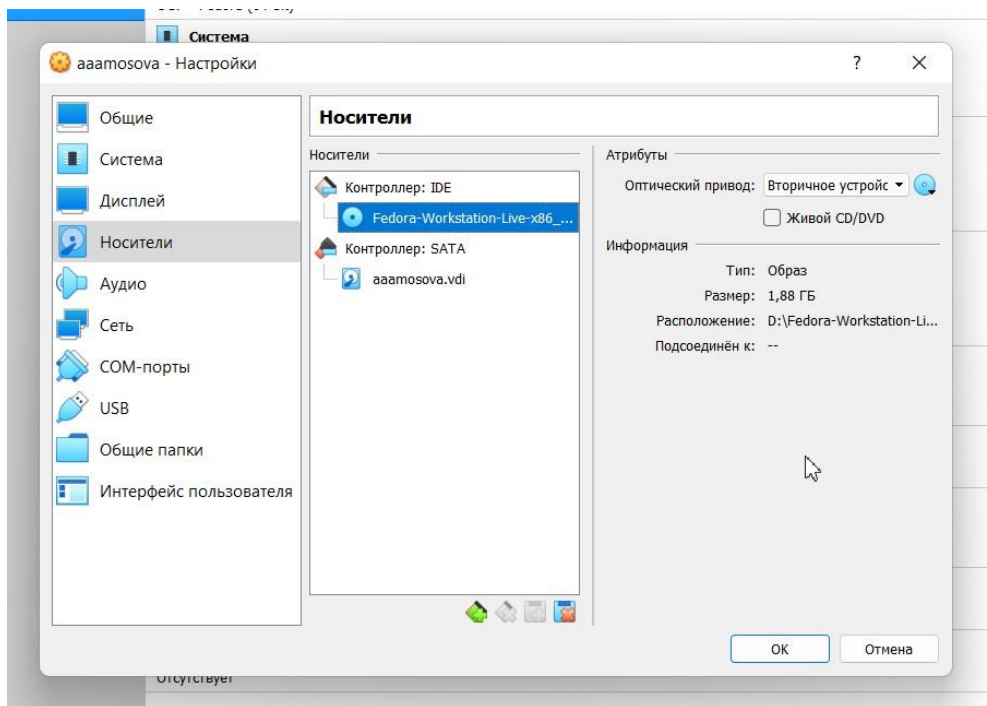 Система
aaamosova - Настройки
?
Общие
Система
Дисплей
Носители
Аудио
Сеть
COM-порты
USB
Общие папки
Интерфейс пользователя
Носители
Носители
Контроллер: IDE
Fedora-Workstation-Live-x86_...
Контроллер: SATA
aaamosova.vdi
Атрибуты
Оптический привод: Вторичное устройс
Живой CD/DVD
Информация
Тип: Образ
Размер: 1,88 ГБ
Расположение: D:\Fedora-Workstation-Li...
Подсоединён к: --
OK
Отмена
Отсутствует